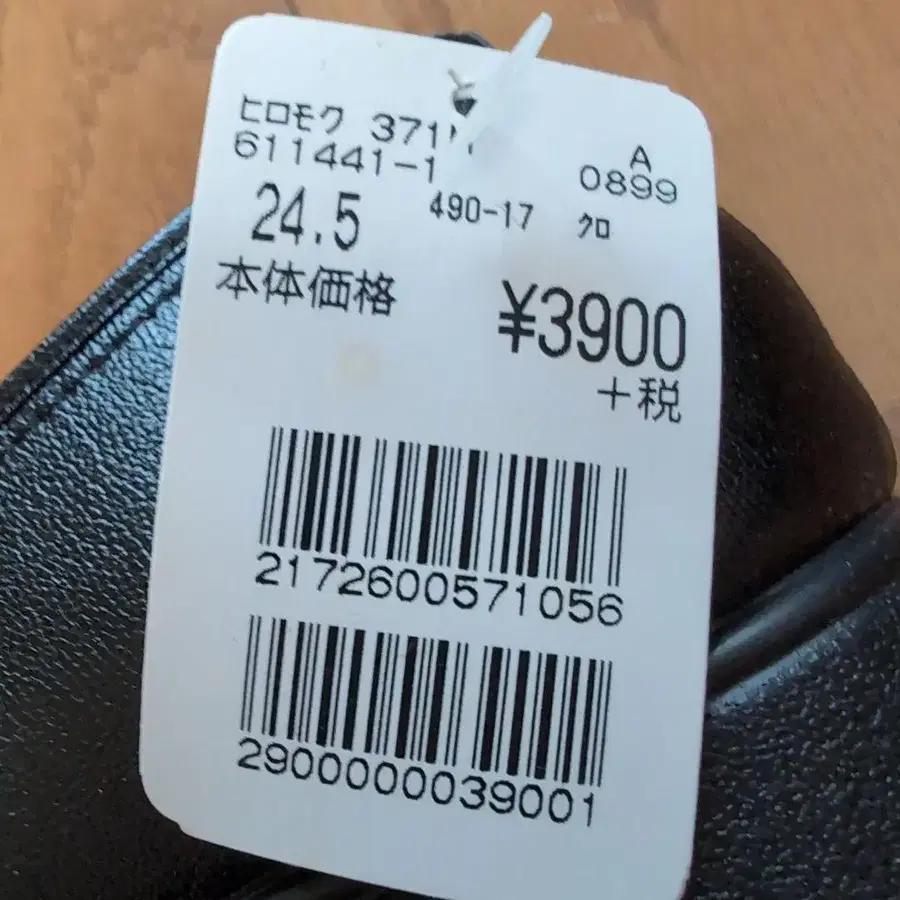 ヒロモク 371
A
611441-1
0899
24.5 490-17 クロ
本体価格
¥3900
+税
2172600571056
2900000039001